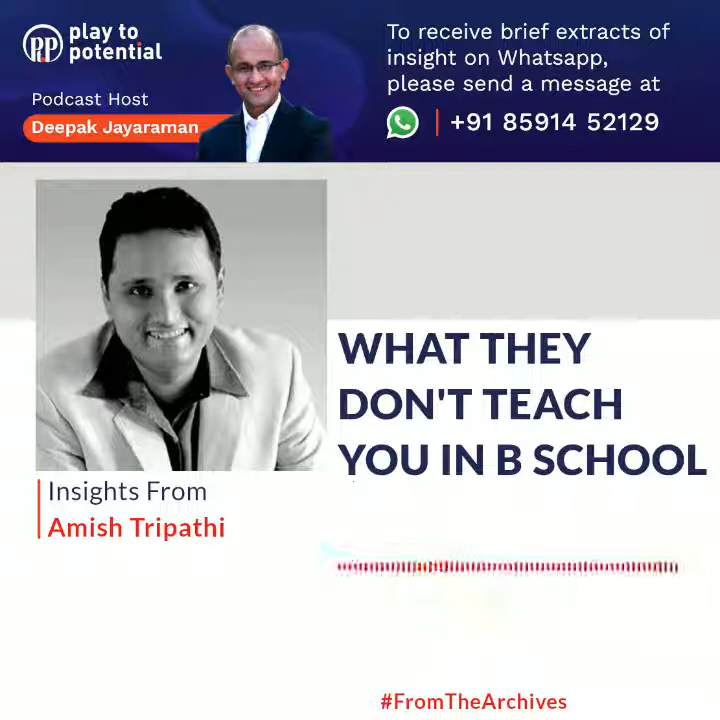 play to
potential
Podcast Host
Deepak Jayaraman
To receive brief extracts of
insight on Whatsapp,
please send a message at
+91 85914 52129
WHAT THEY
DON'T TEACH
YOU IN B SCHOOL
Insights From
Amish Tripathi
#FromTheArchives